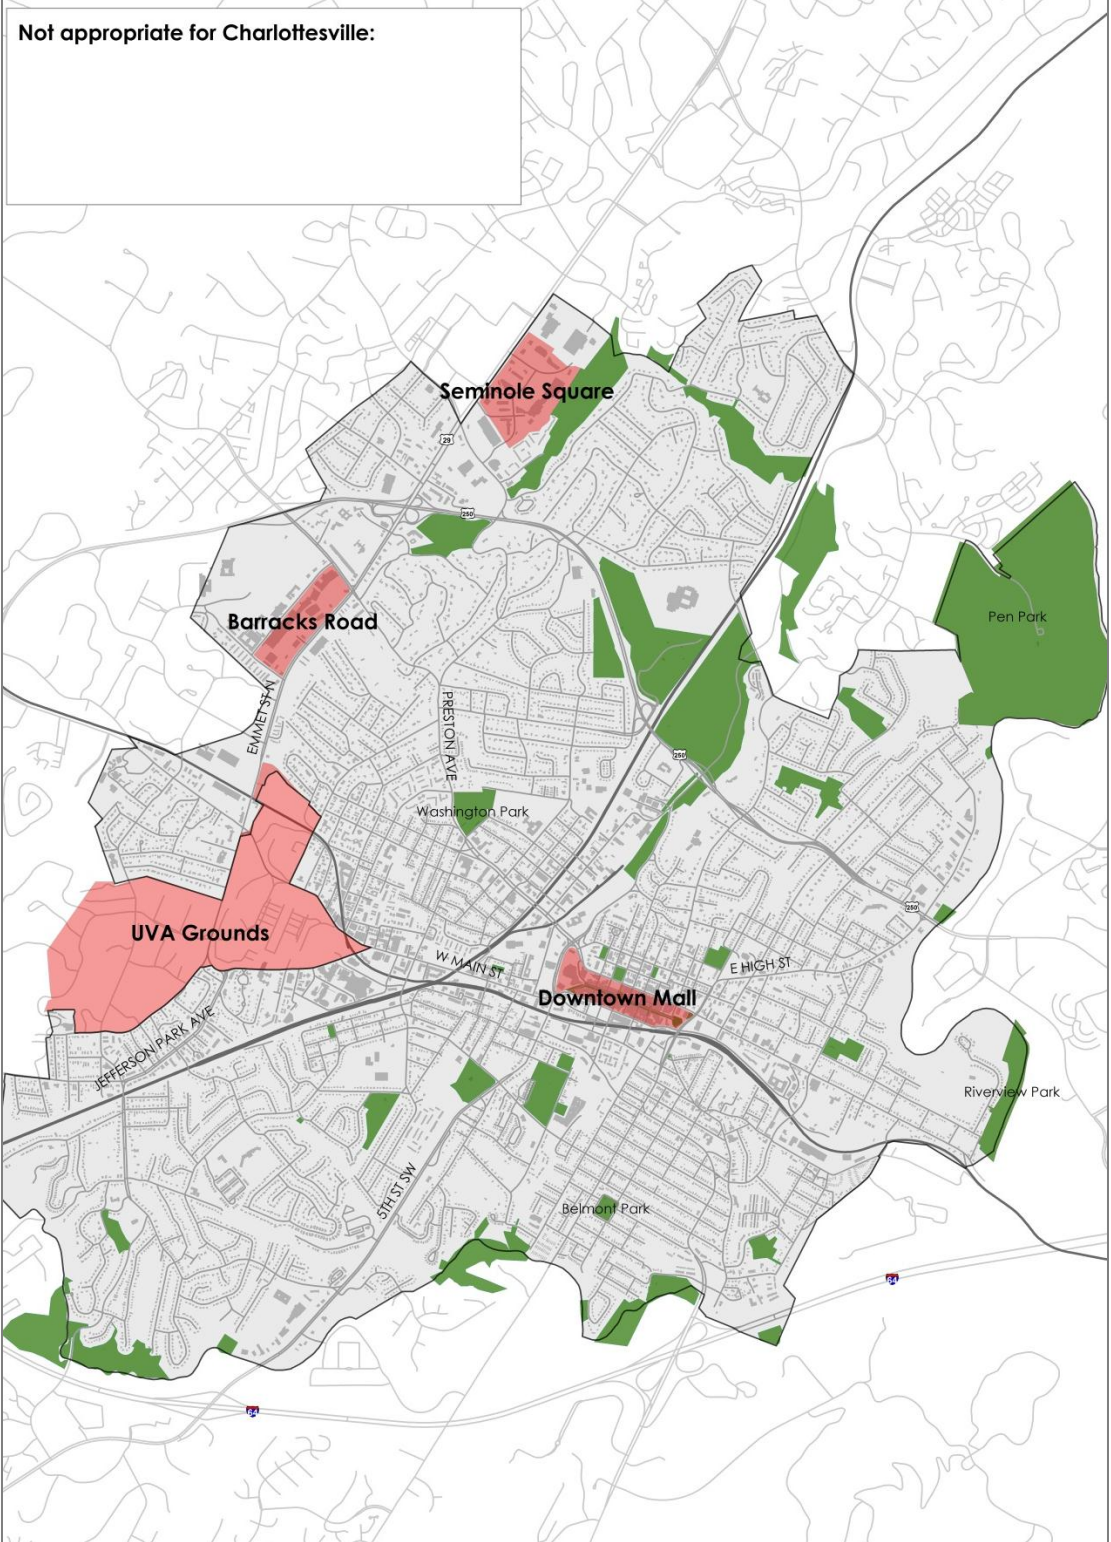 Not appropriate for Charlottesville:
Seminole Square
29
250
Barracks Road
Pen Park
EMMET ST N
PRESTON AVE
250
Washington Park
250
UVA Grounds
W MAIN ST
E HIGH ST
Downtown Mall
JEFFERSON PARK AVE
Riverview Park
5TH ST SW
Belmont Park
64
64